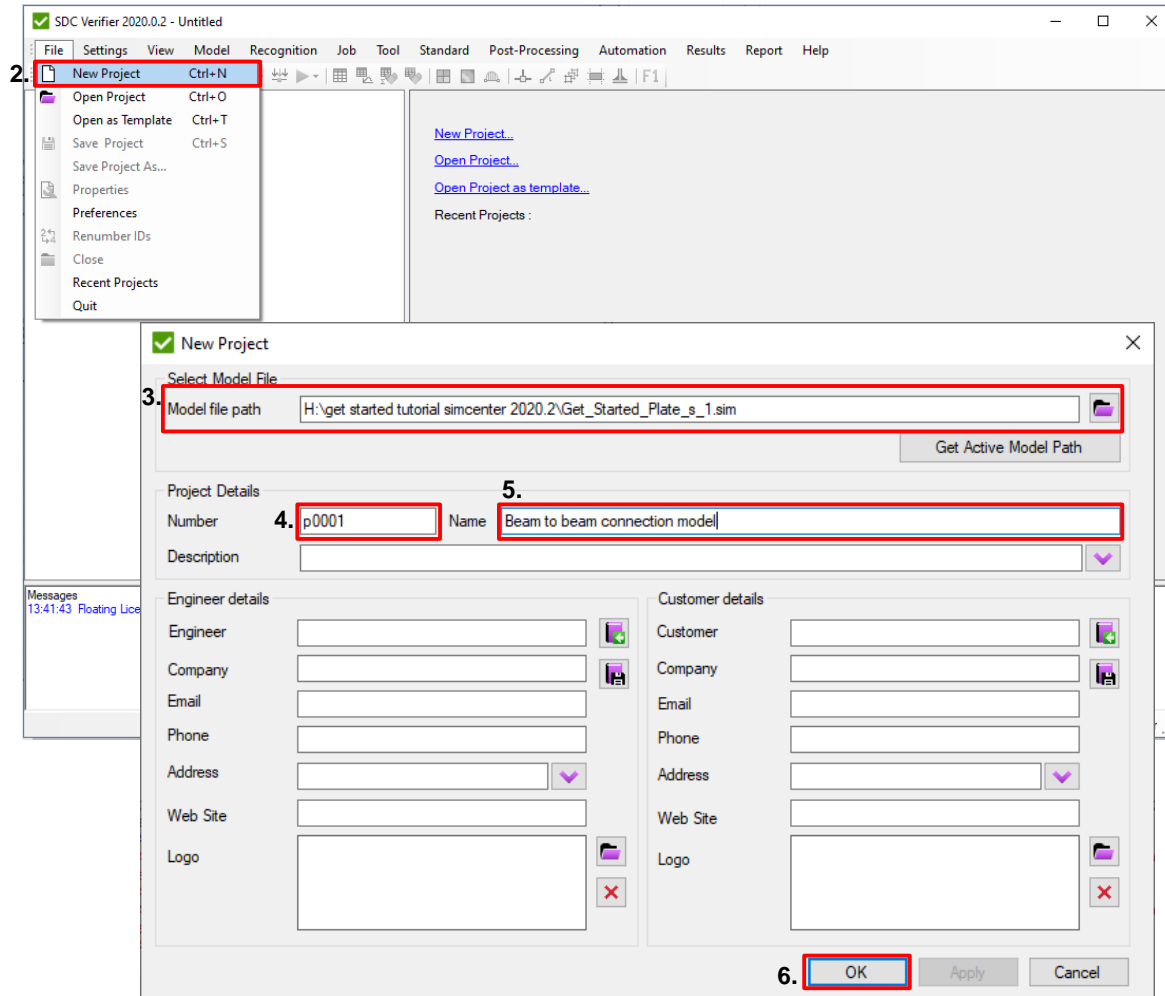 SDC Verifier 2020.0.2 - Untitled
File Settings View Model Recognition Job Tool Standard Post-Processing Automation Results Report Help
2. New Project Ctrl+N
F1
Open Project Ctrl+O
Open as Template Ctrl+T
Save Project Ctrl+S
Save Project As...
Properties
Preferences
Renumber IDs
Close
Recent Projects
Quit
New Project...
Open Project...
Open Project as template...
Recent Projects :
Messages
13:41:43 Floating Lice
New Project
Select Model File
3. Model file path H:\get started tutorial simcenter 2020.2\Get_Started_Plate_s_1.sim
Get Active Model Path
Project Details
5.
Number 4. p0001 Name Beam to beam connection model
Description
Engineer details
Engineer
Company
Email
Phone
Address
Web Site
Logo
Customer details
Customer
Company
Email
Phone
Address
Web Site
Logo
6. OK Apply Cancel